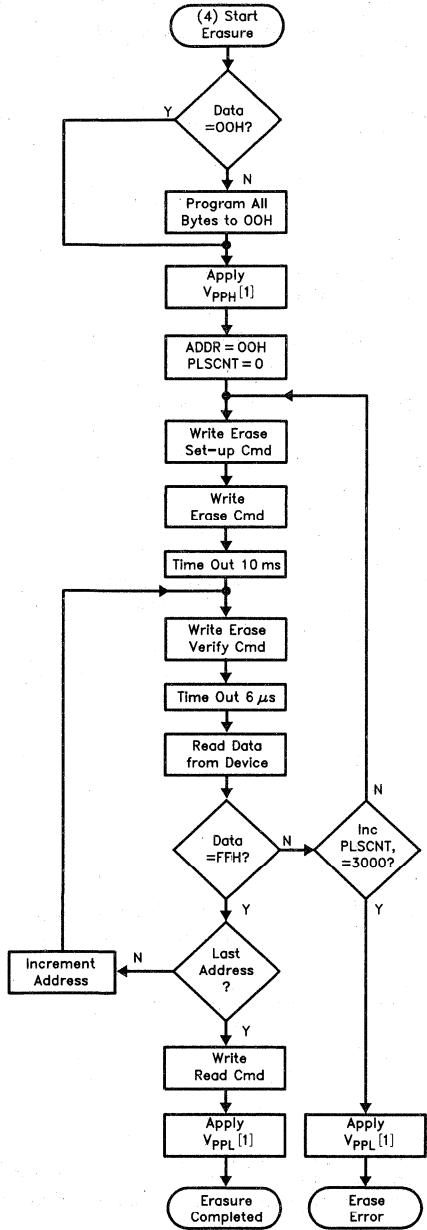 (4) Start
Erasure
Data
=00H?
Y
N
Program All
Bytes to 00H
Apply
VPPH[1]
ADDR=00H
PLSCNT=0
Write Erase
Set-up Cmd
Write
Erase Cmd
Time Out 10 ms
Write Erase
Verify Cmd
Time Out 6 μs
Read Data
from Device
Data
=FFH?
N
Y
Inc
PLSCNT,
=3000?
N
Y
Last
Address
?
N
Y
Increment
Address
Write
Read Cmd
Apply
VPPL[1]
Erasure
Completed
Apply
VPPL[1]
Erase
Error